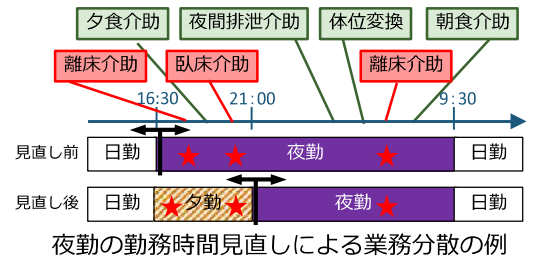 夕食介助
夜間排泄介助
体位変換
朝食介助
離床介助
臥床介助
離床介助
16:30
21:00
9:30
見直し前
日勤
夜勤
日勤
見直し後
日勤
夕勤
夜勤
日勤
夜勤の勤務時間見直しによる業務分散の例